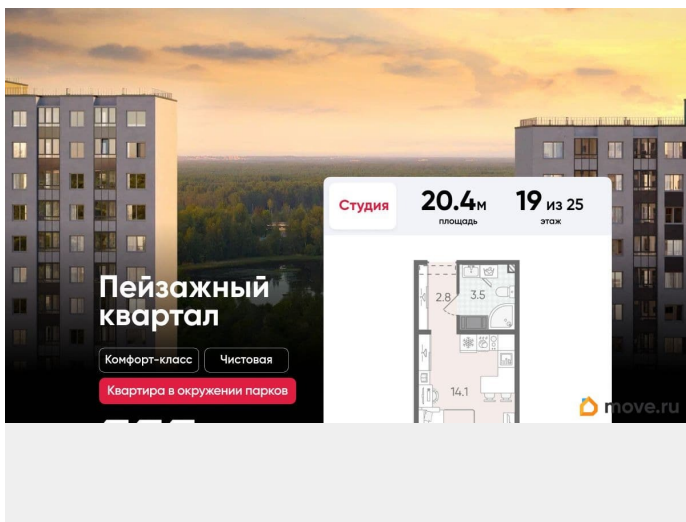 Студия
20.4м
площадь
19 из 25
этаж
Пейзажный
квартал
Комфорт-класс
Чистовая
Квартира в окружении парков
2.8
3.5
14.1
move.ru